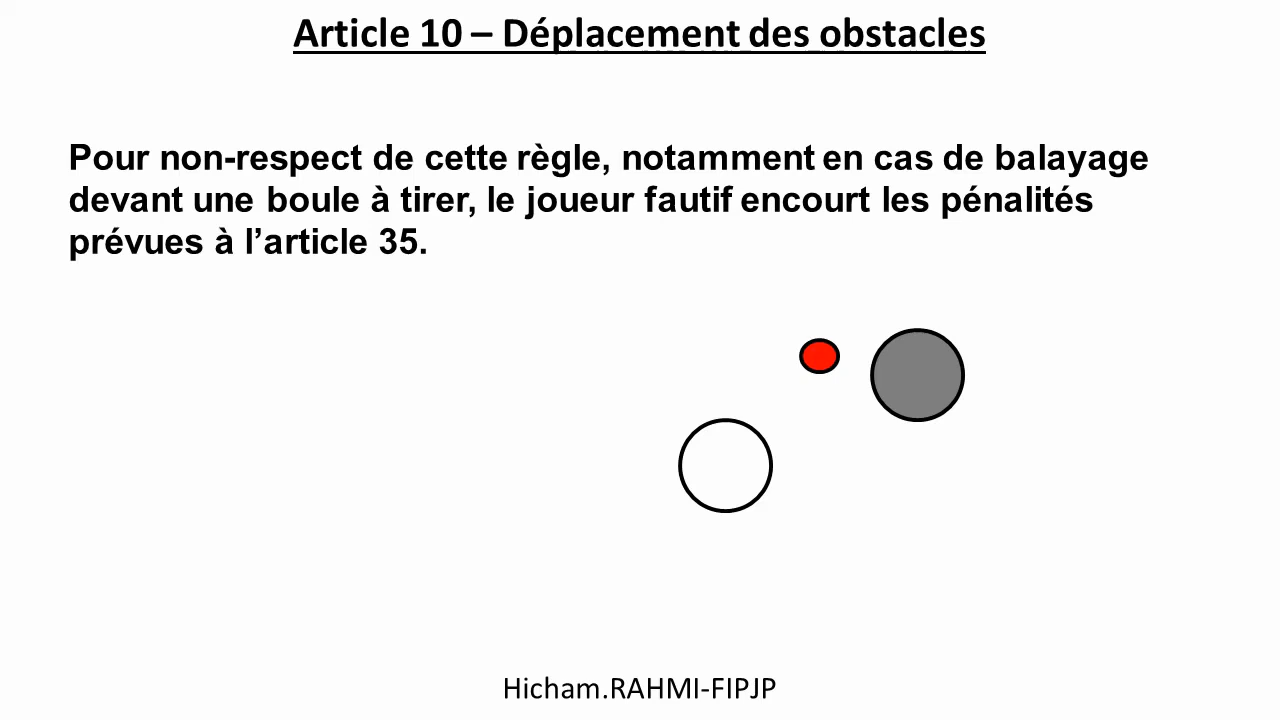 Article 10 – Déplacement des obstacles
Pour non-respect de cette règle, notamment en cas de balayage
devant une boule à tirer, le joueur fautif encourt les pénalités
prévues à l’article 35.
Hicham.RAHMI-FIPJP